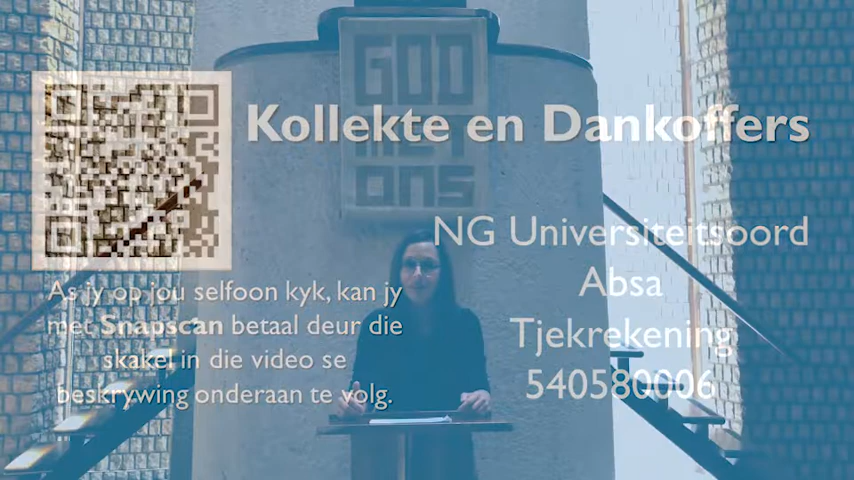 GOD
MET
ons
Kollekte en Dankoffers
NG Universiteitsoord
Absa
Tjekrekening
540580006
As jy op jou selfoon kyk, kan jy
met Snapscan betaal deur die
skakel in die video se
beskrywing onderaan te volg.